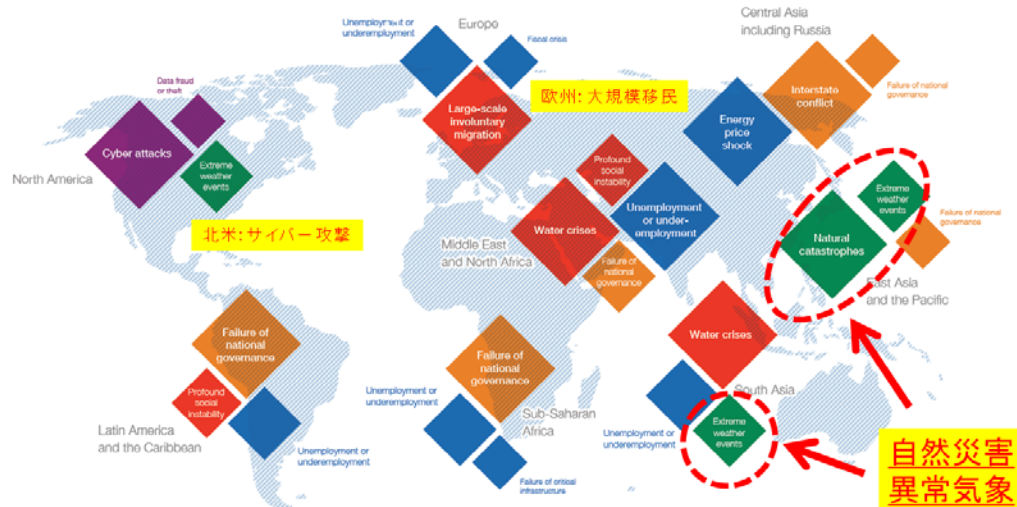 Unemployment or
underemployment
Europe
Fiscal crisis
Central Asia
including Russia
Failure of national
governance
Interstate
conflict
Data fraud
or theft
Large-scale
involuntary
migration
欧州: 大規模移民
Energy
price
shock
Cyber attacks
Extreme
weather
events
North America
Profound
social
instability
Extreme
weather
events
Unemployment
or under-
employment
Water crises
Failure of national
governance
Natural
catastrophes
北米:サイバー攻撃
Middle East
and North Africa
Failure of
national
governance
East Asia
and the Pacific
Failure of
national
governance
Water crises
Failure of
national
governance
Profound
social
instability
Unemployment or
underemployment
South Asia
Sub-Saharan
Africa
Extreme
weather
events
Latin America
and the Caribbean
Unemployment or
underemployment
Unemployment or
underemployment
Failure of critical
infrastructure
自然災害
異常気象